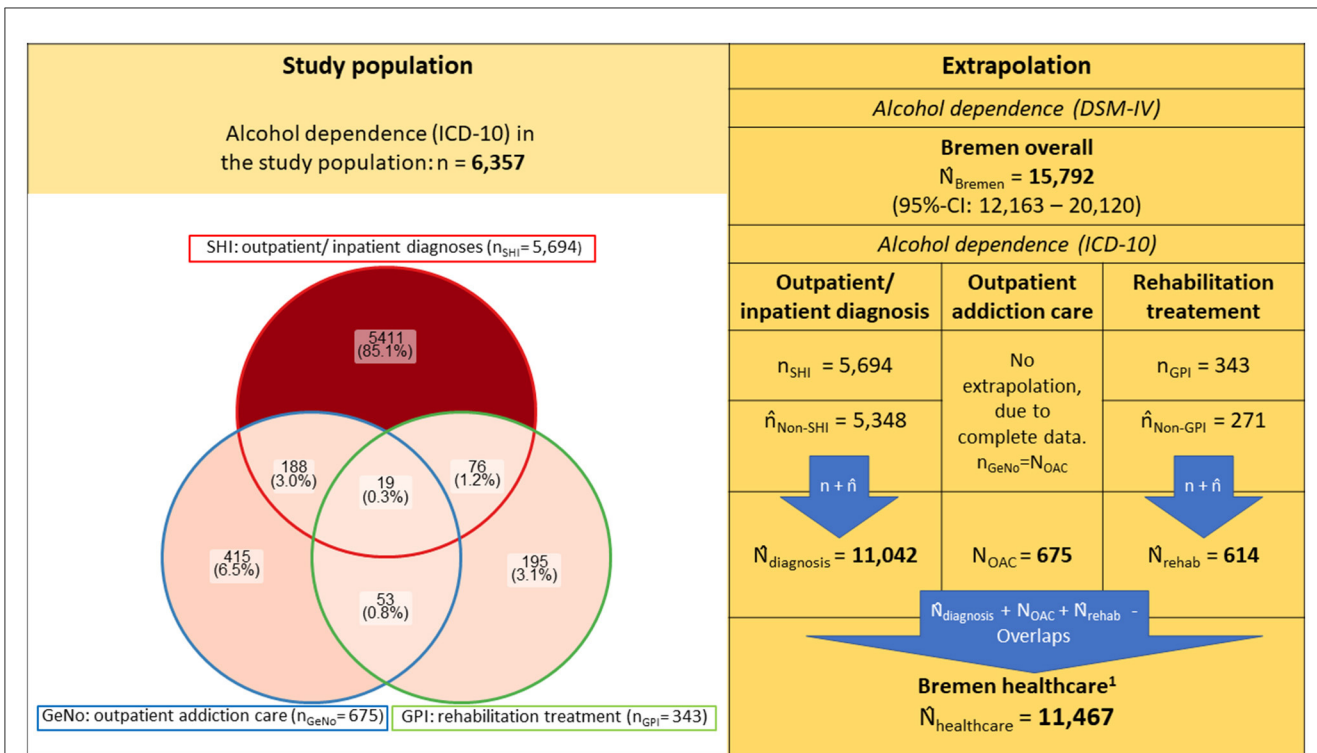 Study population
Alcohol dependence (ICD-10) in
the study population: n = 6,357
SHI: outpatient/ inpatient diagnoses (nSHI= 5,694)
5411
(85.1%)
188
(3.0%)
19
(0.3%)
76
(1.2%)
415
(6.5%)
53
(0.8%)
195
(3.1%)
GeNo: outpatient addiction care (nGeNo= 675)
GPI: rehabilitation treatment (nGPI= 343)
Extrapolation
Alcohol dependence (DSM-IV)
Bremen overall
N̂Bremen = 15,792
(95%-CI: 12,163 – 20,120)
Alcohol dependence (ICD-10)
Outpatient/
inpatient diagnosis
Outpatient
addiction care
Rehabilitation
treatement
nSHI = 5,694
n̂Non-SHI = 5,348
n + n̂
N̂diagnosis = 11,042
No
extrapolation,
due to
complete data.
nGeNo=NOAC
NOAC = 675
nGPI = 343
n̂Non-GPI = 271
n + n̂
N̂rehab = 614
N̂diagnosis + NOAC + N̂rehab -
Overlaps
Bremen healthcare¹
N̂healthcare = 11,467